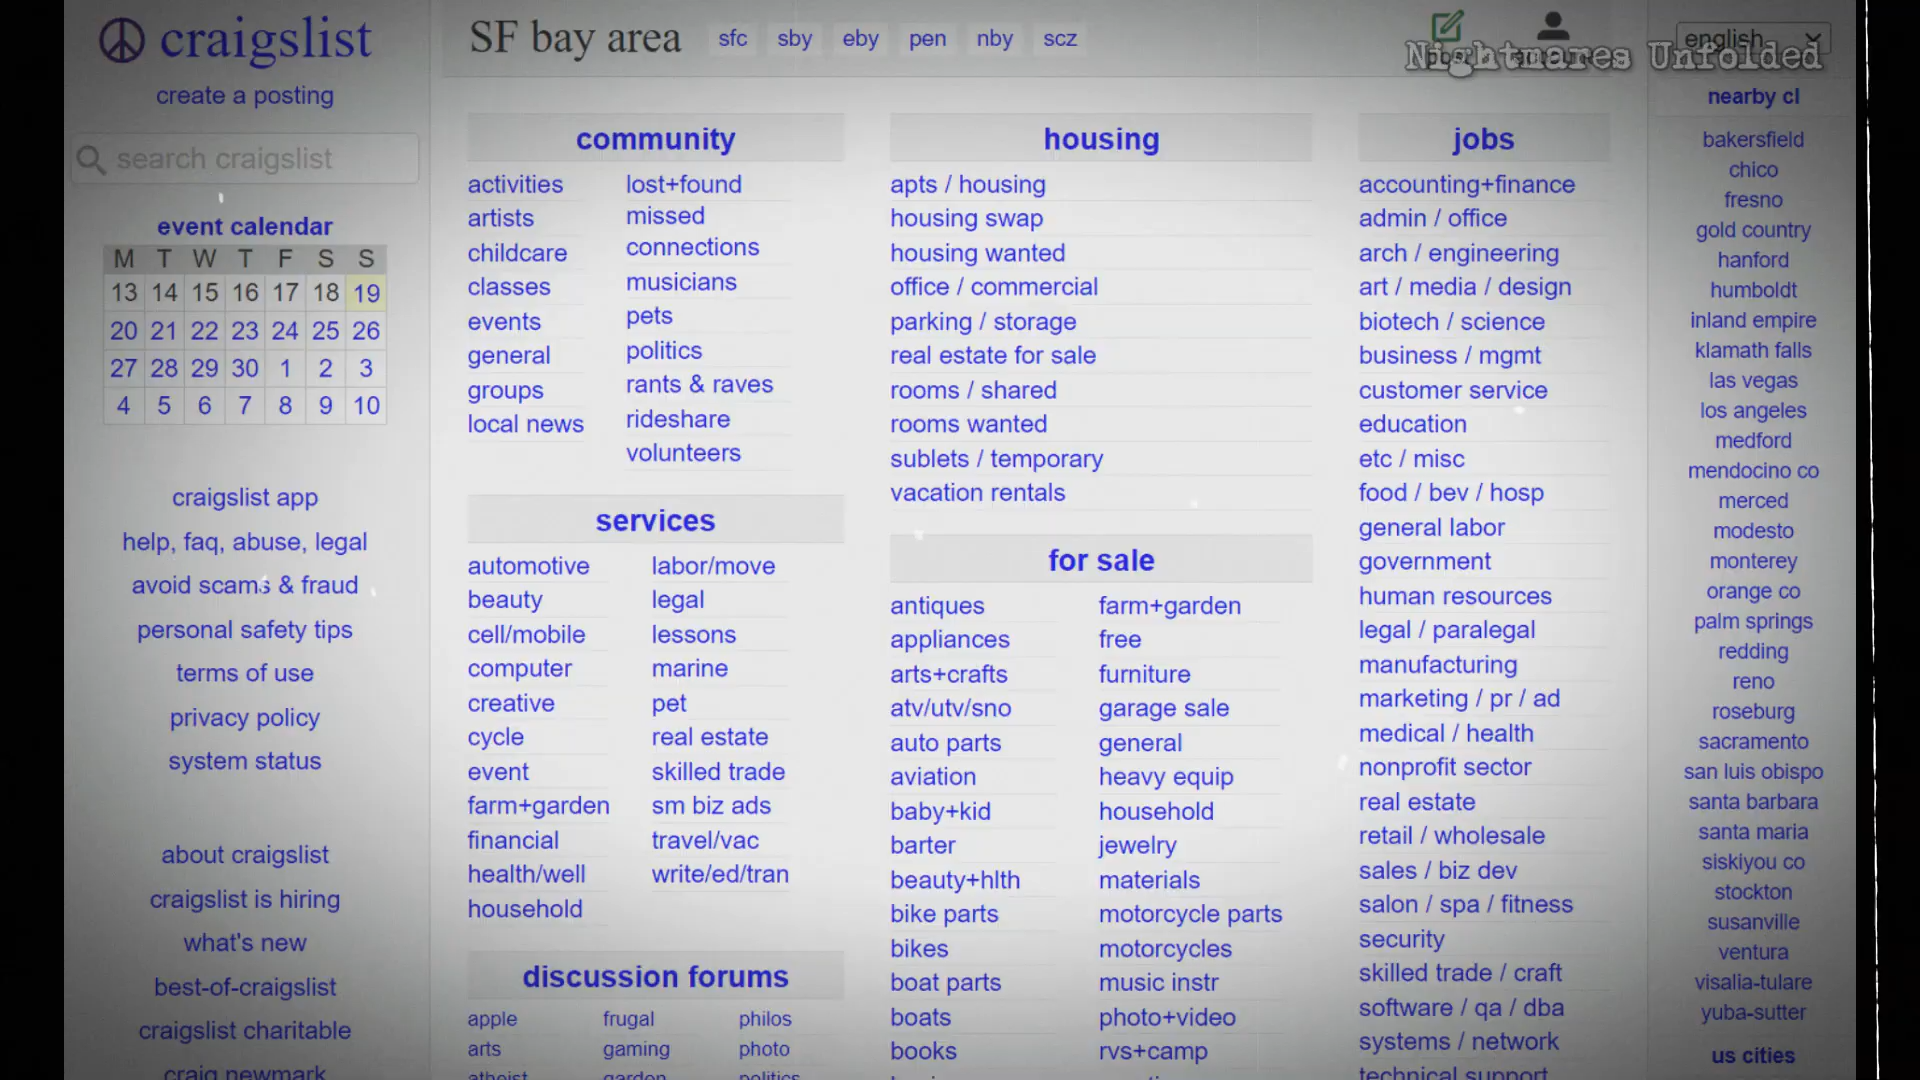 craigslist
create a posting
search craigslist
event calendar
M T W T F S S
13 14 15 16 17 18 19
20 21 22 23 24 25 26
27 28 29 30 1 2 3
4 5 6 7 8 9 10
craigslist app
help, faq, abuse, legal
avoid scams & fraud
personal safety tips
terms of use
privacy policy
system status
about craigslist
craigslist is hiring
what's new
best-of-craigslist
craigslist charitable
craig newmark
SF bay area sfc sby eby pen nby scz
community
activities
artists
childcare
classes
events
general
groups
local news
lost+found
missed
connections
musicians
pets
politics
rants & raves
rideshare
volunteers
services
automotive
beauty
cell/mobile
computer
creative
cycle
event
farm+garden
financial
health/well
household
labor/move
legal
lessons
marine
pet
real estate
skilled trade
sm biz ads
travel/vac
write/ed/tran
discussion forums
apple
arts
atheist
frugal
gaming
garden
philos
photo
politics
housing
apts / housing
housing swap
housing wanted
office / commercial
parking / storage
real estate for sale
rooms / shared
rooms wanted
sublets / temporary
vacation rentals
for sale
antiques
appliances
arts+crafts
atv/utv/sno
auto parts
aviation
baby+kid
barter
beauty+hlth
bike parts
bikes
boat parts
boats
books
farm+garden
free
furniture
garage sale
general
heavy equip
household
jewelry
materials
motorcycle parts
motorcycles
music instr
photo+video
rvs+camp
jobs
accounting+finance
admin / office
arch / engineering
art / media / design
biotech / science
business / mgmt
customer service
education
etc / misc
food / bev / hosp
general labor
government
human resources
legal / paralegal
manufacturing
marketing / pr / ad
medical / health
nonprofit sector
real estate
retail / wholesale
sales / biz dev
salon / spa / fitness
security
skilled trade / craft
software / qa / dba
systems / network
technical support
english
Nightmares Unfolded
nearby cl
bakersfield
chico
fresno
gold country
hanford
humboldt
inland empire
klamath falls
las vegas
los angeles
medford
mendocino co
merced
modesto
monterey
orange co
palm springs
redding
reno
roseburg
sacramento
san luis obispo
santa barbara
santa maria
siskiyou co
stockton
susanville
ventura
visalia-tulare
yuba-sutter
us cities